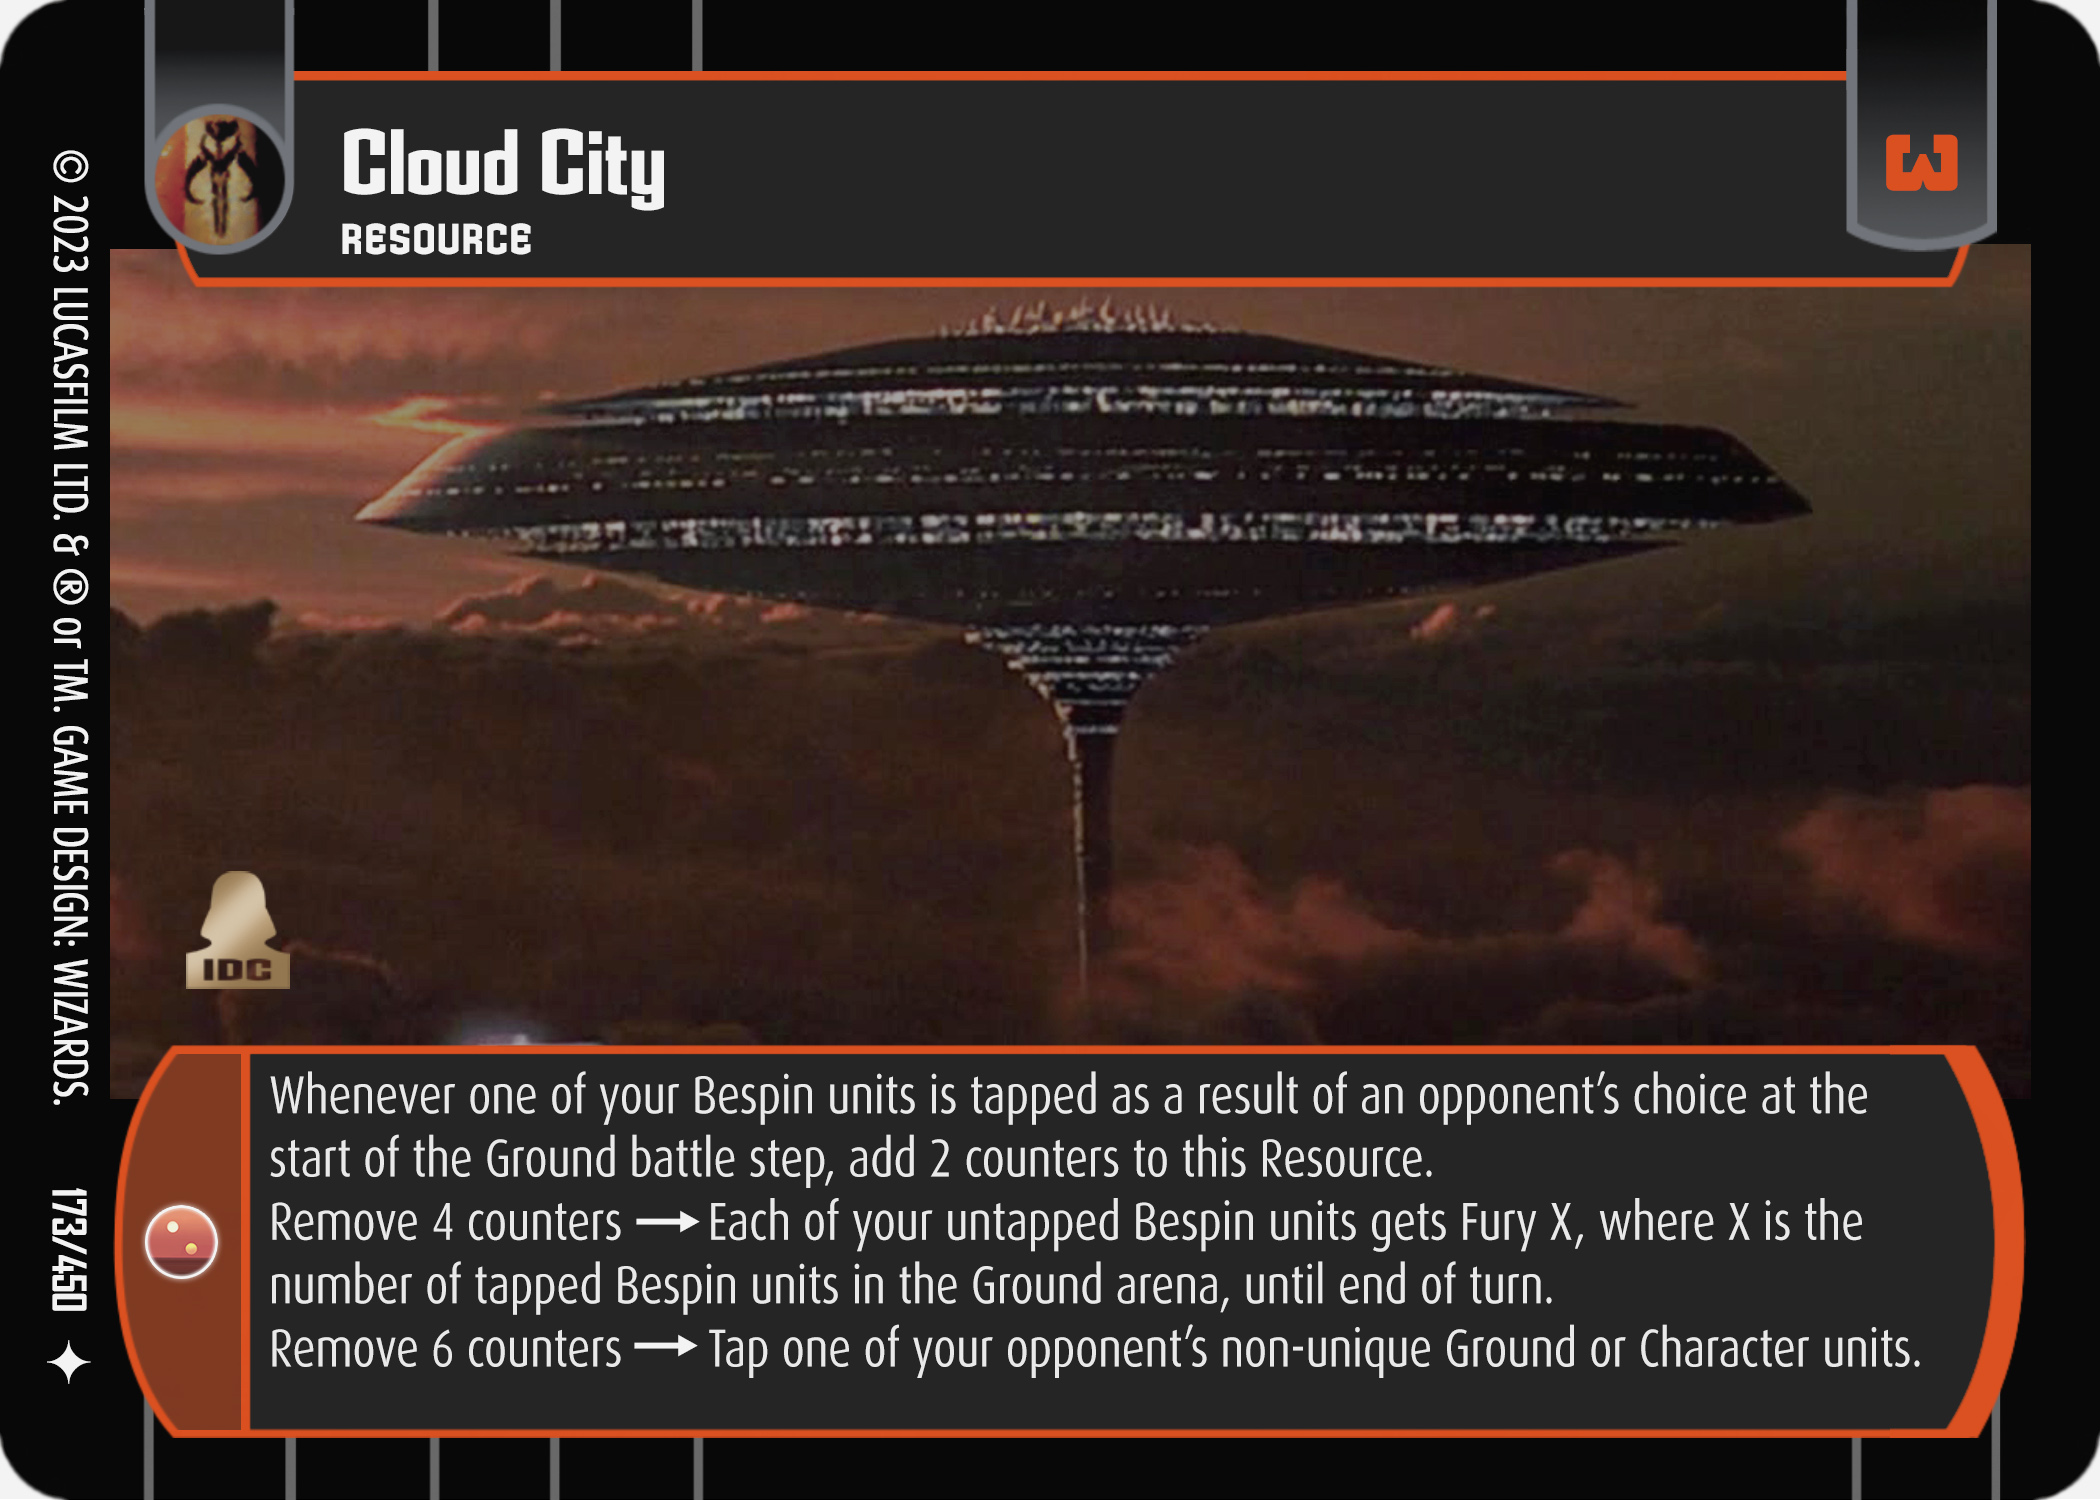 Cloud City
RESOURCE
3
IDC
Whenever one of your Bespin units is tapped as a result of an opponent's choice at the
start of the Ground battle step, add 2 counters to this Resource.
Remove 4 counters → Each of your untapped Bespin units gets Fury X, where X is the
number of tapped Bespin units in the Ground arena, until end of turn.
Remove 6 counters → Tap one of your opponent's non-unique Ground or Character units.
© 2023 LUCASFILM LTD. & ® or TM. GAME DESIGN: WIZARDS. 173/450